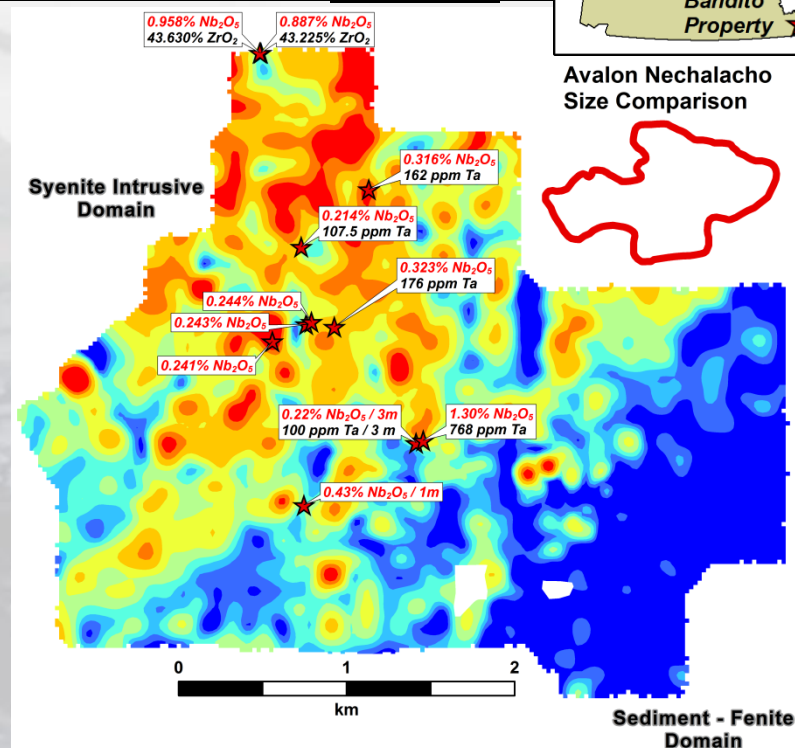 Bandito
Property
0.958% Nb₂O₅
43.630% ZrO₂
0.887% Nb₂O₅
43.225% ZrO₂
Avalon Nechalacho
Size Comparison
0.316% Nb₂O₅
162 ppm Ta
Syenite Intrusive
Domain
0.214% Nb₂O₅
107.5 ppm Ta
0.323% Nb₂O₅
176 ppm Ta
0.244% Nb₂O₅
0.243% Nb₂O₅
0.241% Nb₂O₅
0.22% Nb₂O₅ / 3m
100 ppm Ta / 3 m
1.30% Nb₂O₅
768 ppm Ta
0.43% Nb₂O₅ / 1m
0 1 2
km
Sediment - Fenite
Domain